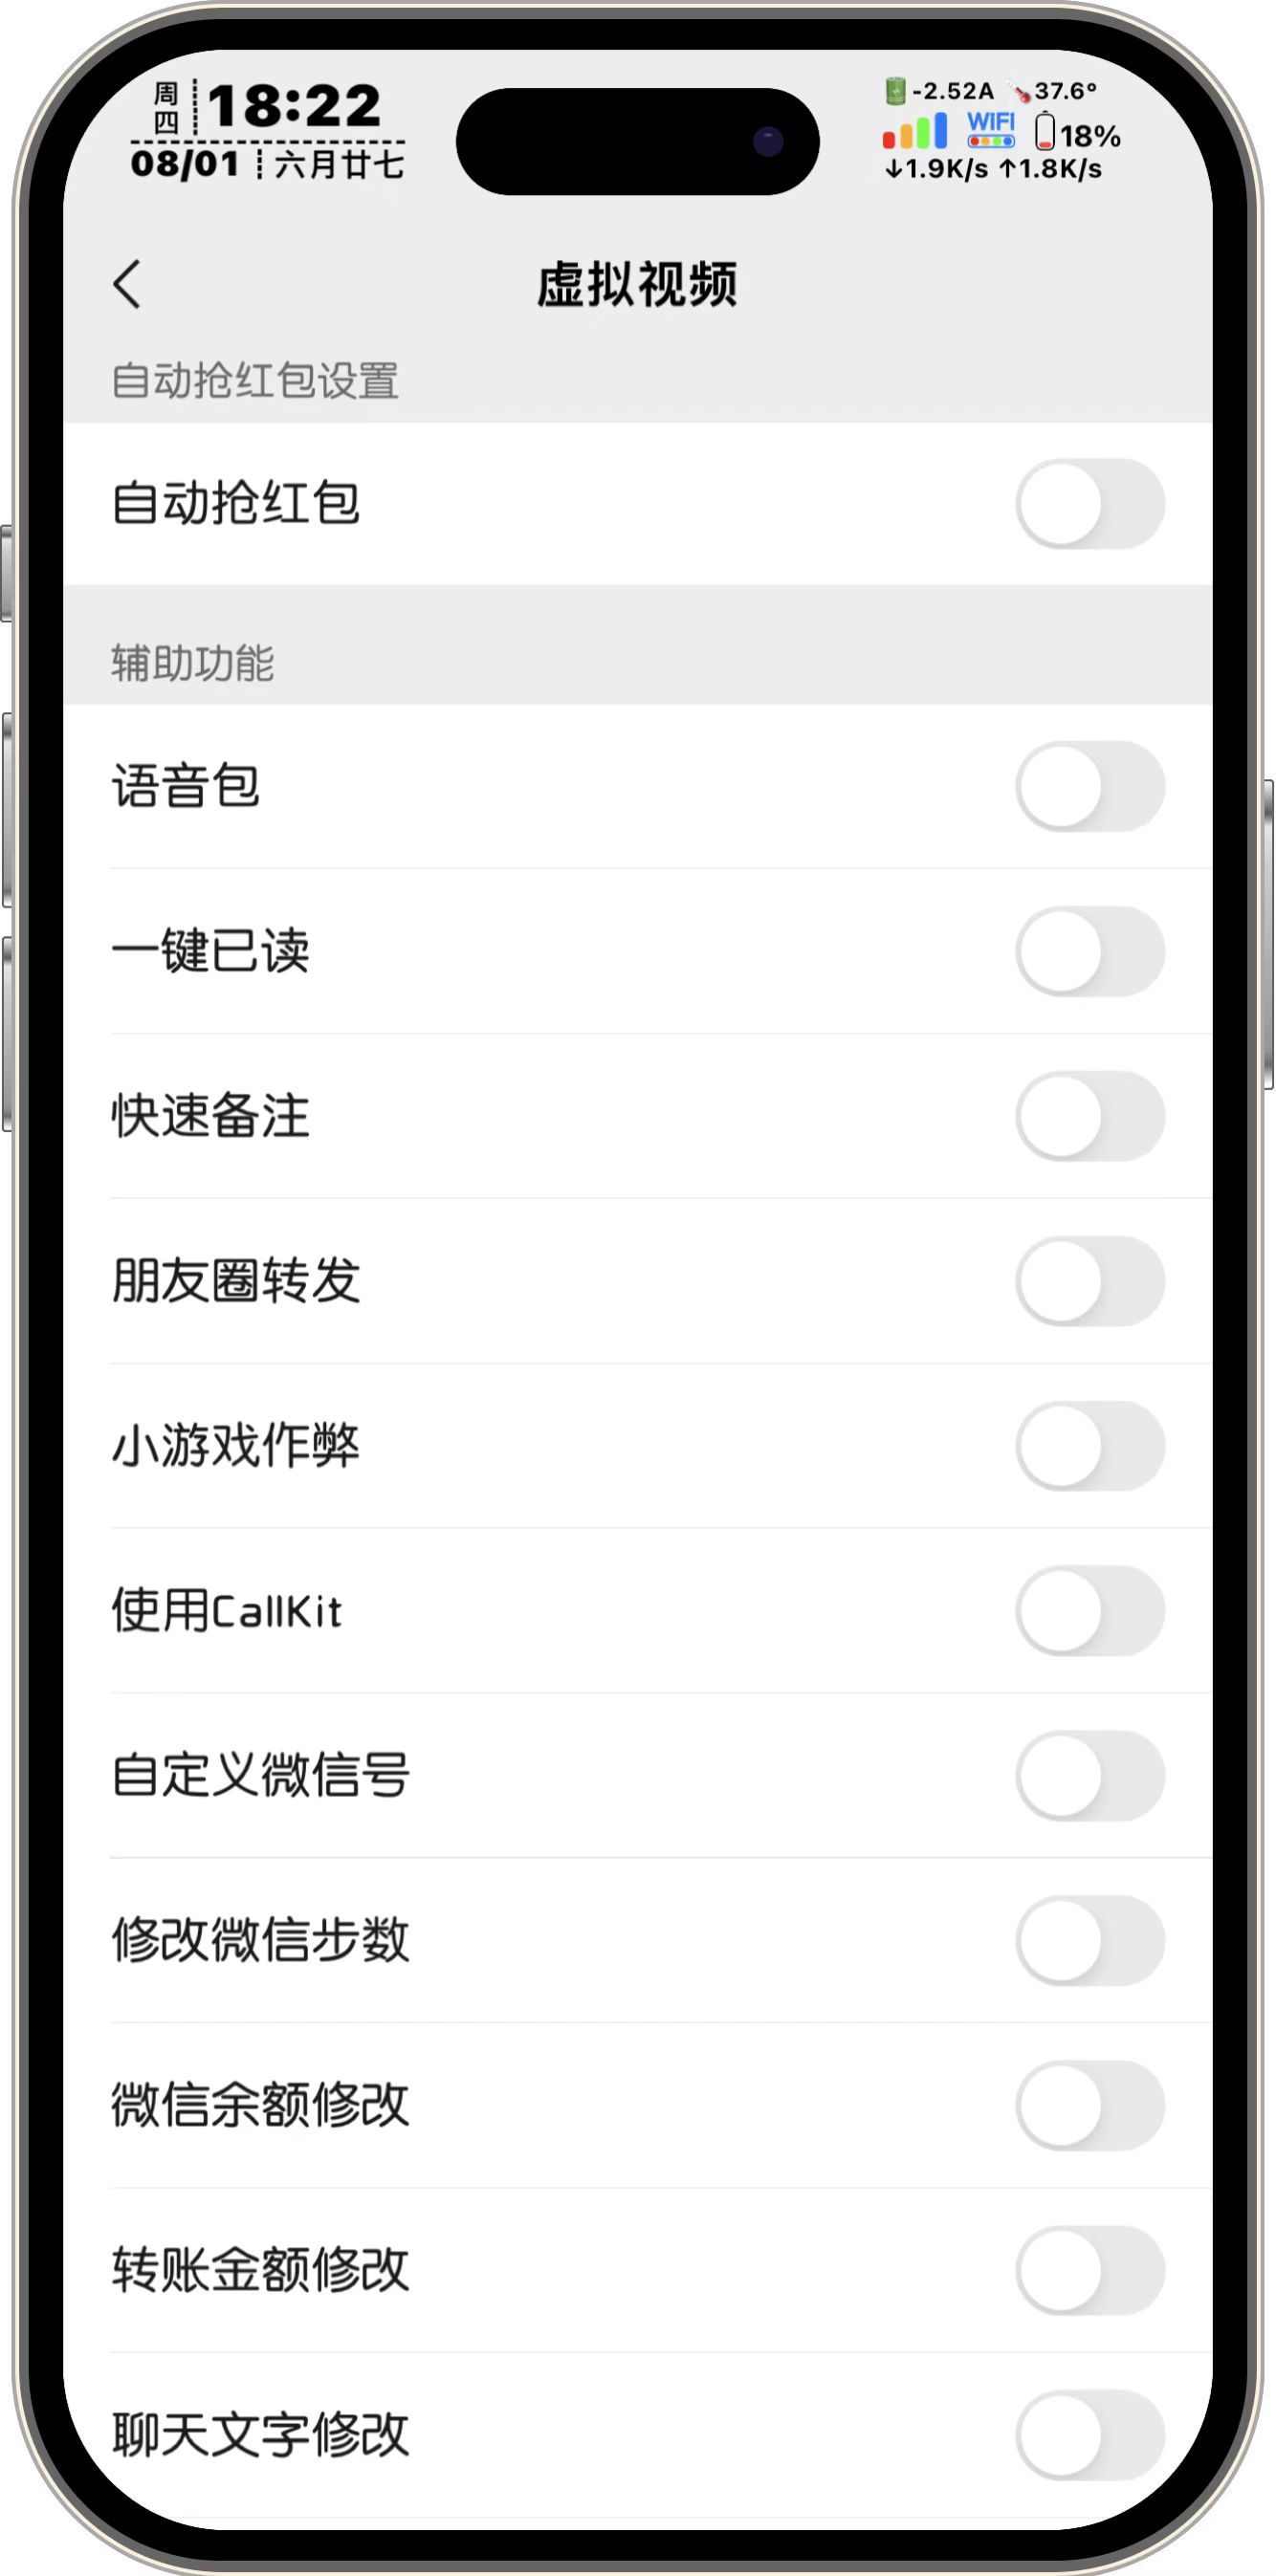 周四 18:22
08/01 六月廿七
-2.52A 37.6°
WIFI 18%
↓1.9K/s ↑1.8K/s
虚拟视频
自动抢红包设置
自动抢红包
辅助功能
语音包
一键已读
快速备注
朋友圈转发
小游戏作弊
使用CallKit
自定义微信号
修改微信步数
微信余额修改
转账金额修改
聊天文字修改